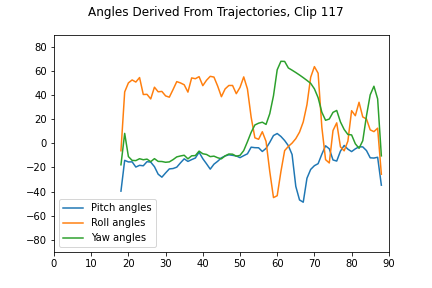 Angles Derived From Trajectories, Clip 117
80
60
40
20
0
−20
−40
−60
−80
Pitch angles
Roll angles
Yaw angles
0 10 20 30 40 50 60 70 80 90